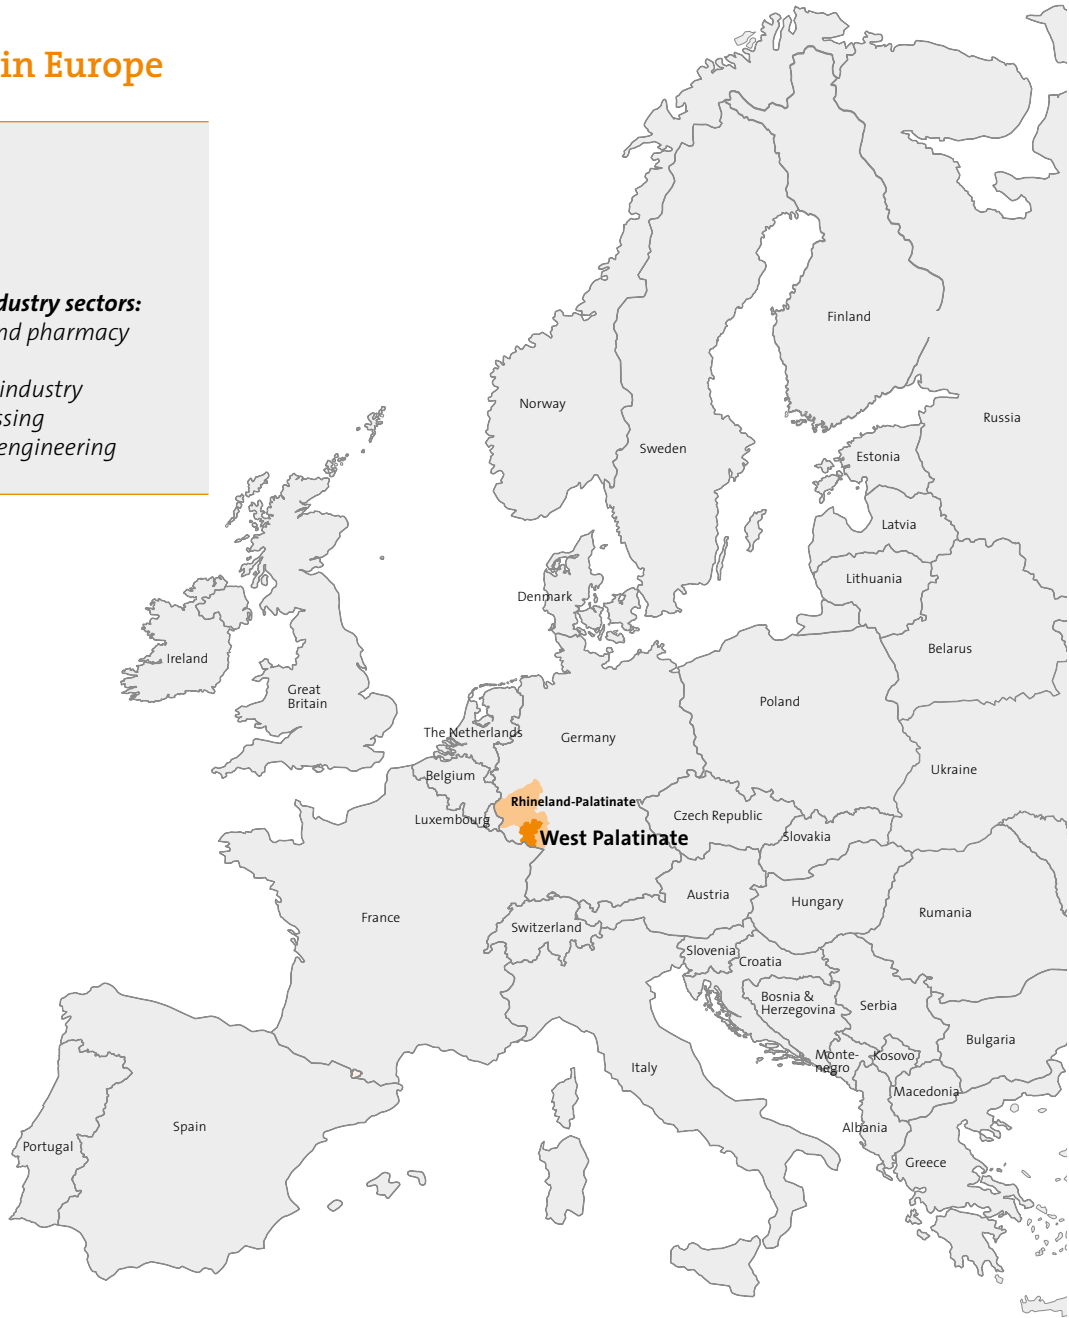 in Europe
dustry sectors:
nd pharmacy
industry
ssing
engineering
Finland
Norway
Russia
Sweden
Estonia
Latvia
Lithuania
Denmark
Belarus
Ireland
Great
Britain
Poland
The Netherlands
Germany
Ukraine
Belgium
Rhineland-Palatinate
Luxembourg
Czech Republic
West Palatinate
Slovakia
Austria
Hungary
Rumania
France
Switzerland
Slovenia
Croatia
Bosnia &
Herzegovina
Serbia
Bulgaria
Monte-
negro
Kosovo
Italy
Macedonia
Spain
Albania
Portugal
Greece